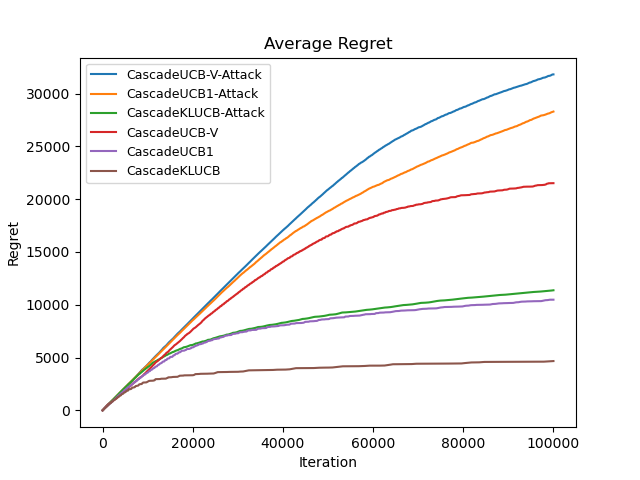 Average Regret
CascadeUCB-V-Attack
CascadeUCB1-Attack
CascadeKLUCB-Attack
CascadeUCB-V
CascadeUCB1
CascadeKLUCB
30000
25000
20000
15000
10000
5000
0
Regret
0 20000 40000 60000 80000 100000
Iteration